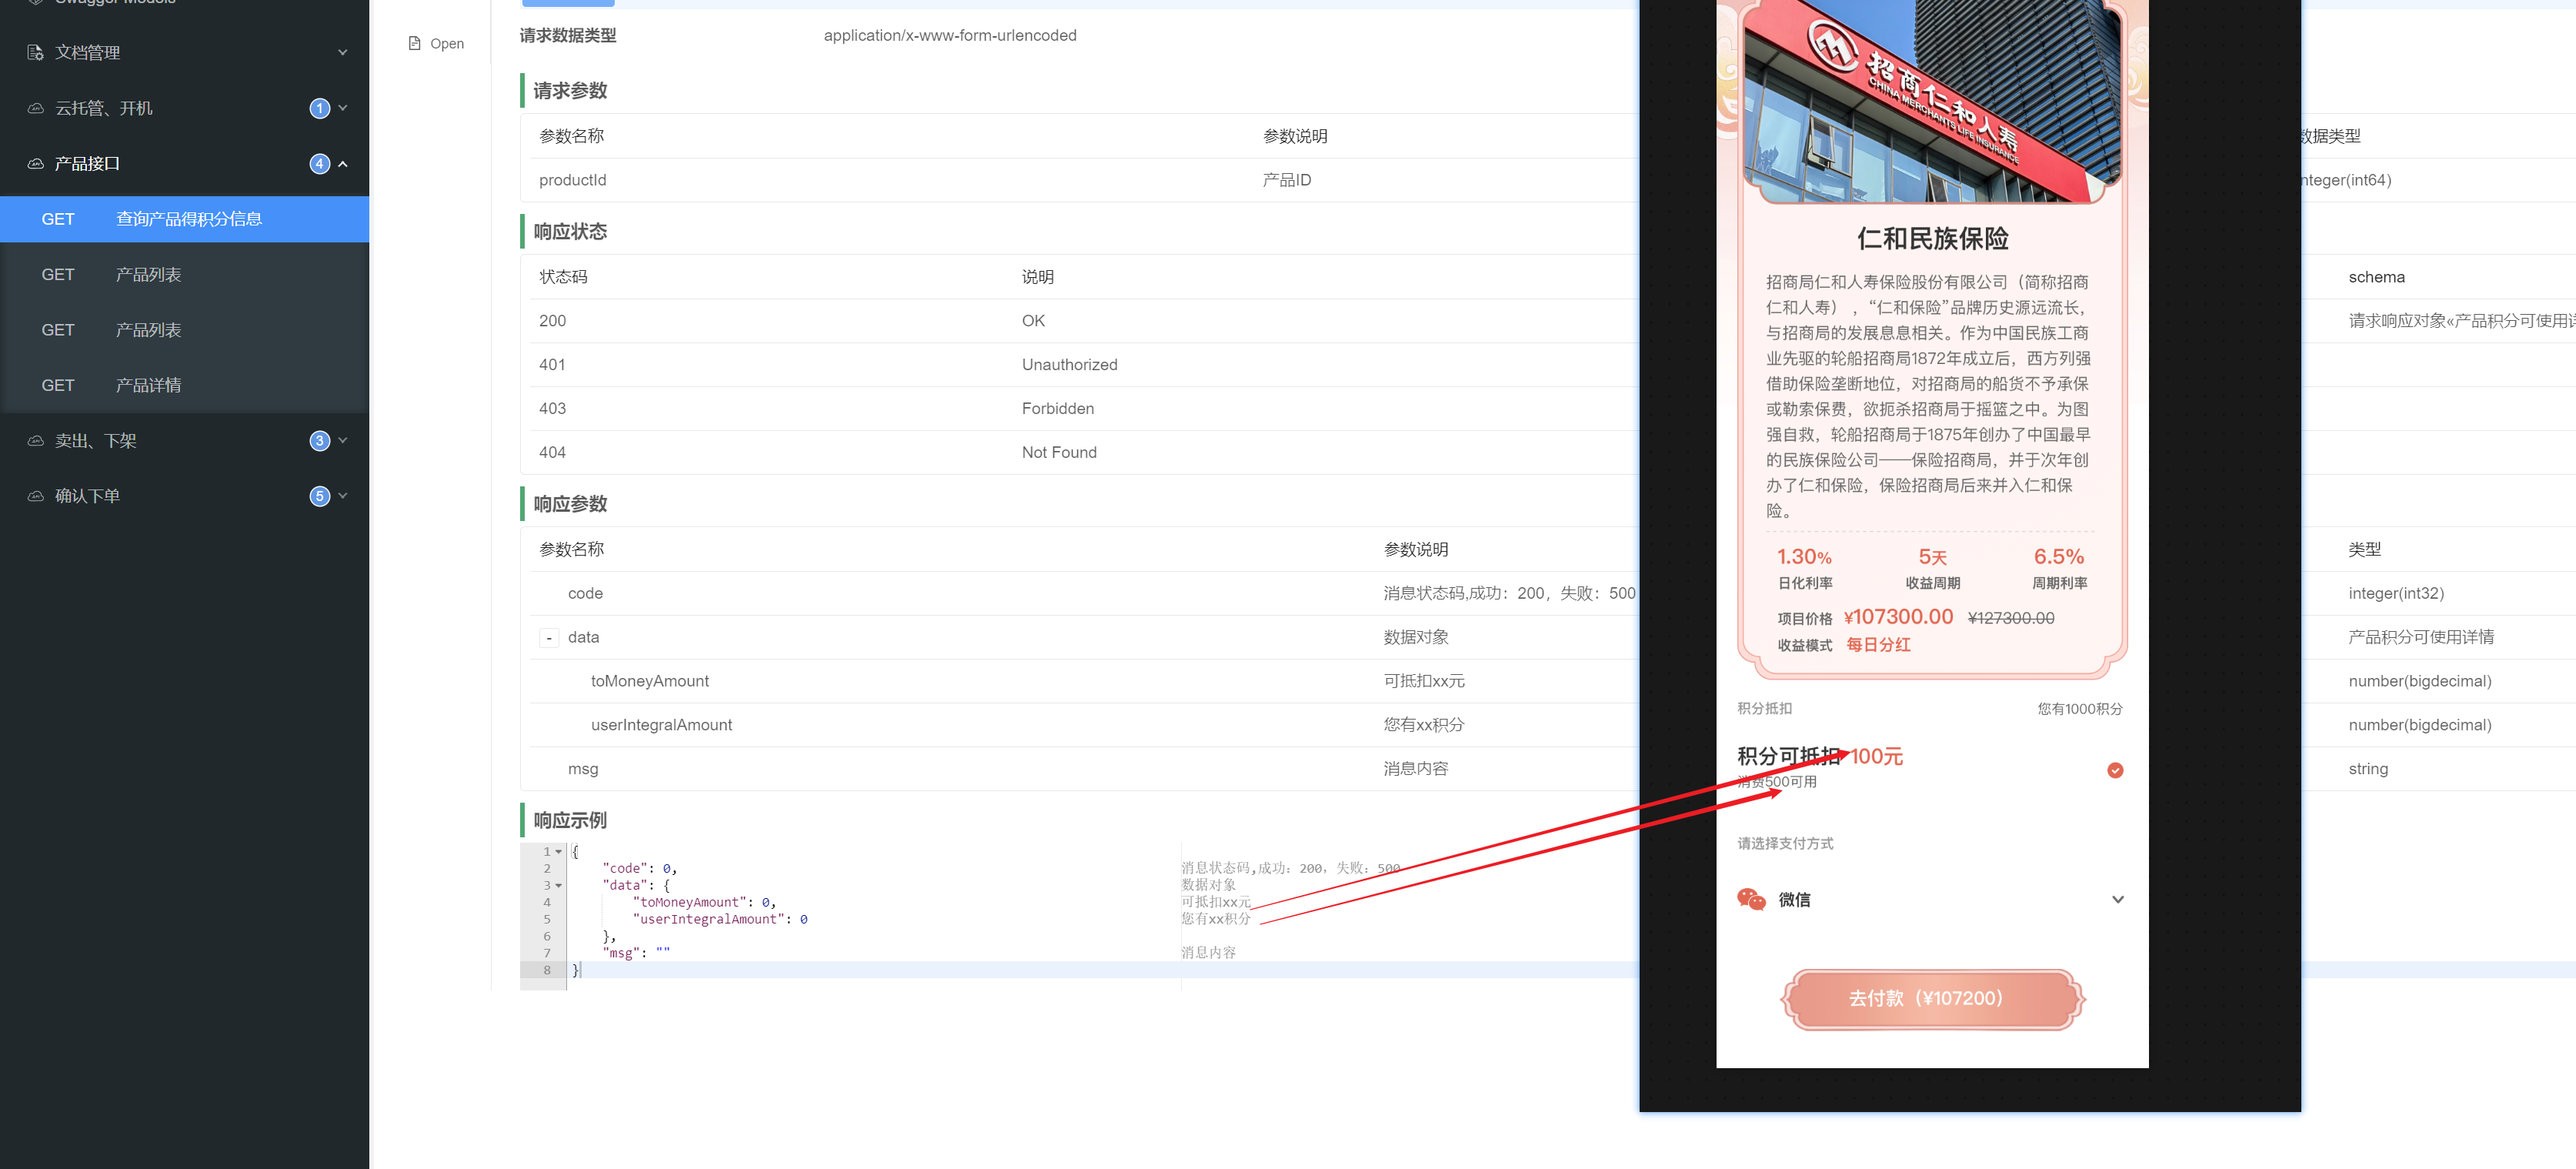 Swagger Models
文档管理
云托管、开机 1
产品接口 4
GET 查询产品得积分信息
GET 产品列表
GET 产品列表
GET 产品详情
卖出、下架 3
确认下单 5
Open
请求数据类型 application/x-www-form-urlencoded
请求参数
参数名称 参数说明 数据类型
productId 产品ID integer(int64)
响应状态
状态码 说明 schema
200 OK 请求响应对象«产品积分可使用
401 Unauthorized
403 Forbidden
404 Not Found
响应参数
参数名称 参数说明 类型
code 消息状态码,成功：200，失败：500 integer(int32)
- data 数据对象 产品积分可使用详情
toMoneyAmount 可抵扣xx元 number(bigdecimal)
userIntegralAmount 您有xx积分 number(bigdecimal)
msg 消息内容 string
响应示例
1 {
2 "code": 0, 消息状态码,成功：200，失败：500
3 "data": { 数据对象
4 "toMoneyAmount": 0, 可抵扣xx元
5 "userIntegralAmount": 0 您有xx积分
6 },
7 "msg": "" 消息内容
8 }
招商仁和人寿
CHINA MERCHANTS LIFE INSURANCE
仁和民族保险
招商局仁和人寿保险股份有限公司（简称招商
仁和人寿），“仁和保险”品牌历史源远流长，
与招商局的发展息息相关。作为中国民族工商
业先驱的轮船招商局1872年成立后，西方列强
借助保险垄断地位，对招商局的船货不予承保
或勒索保费，欲扼杀招商局于摇篮之中。为图
强自救，轮船招商局于1875年创办了中国最早
的民族保险公司——保险招商局，并于次年创
办了仁和保险，保险招商局后来并入仁和保
险。
1.30% 5天 6.5%
日化利率 收益周期 周期利率
项目价格 ¥107300.00 ¥127300.00
收益模式 每日分红
积分抵扣 您有1000积分
积分可抵扣 100元
消费500可用
请选择支付方式
微信
去付款（¥107200）